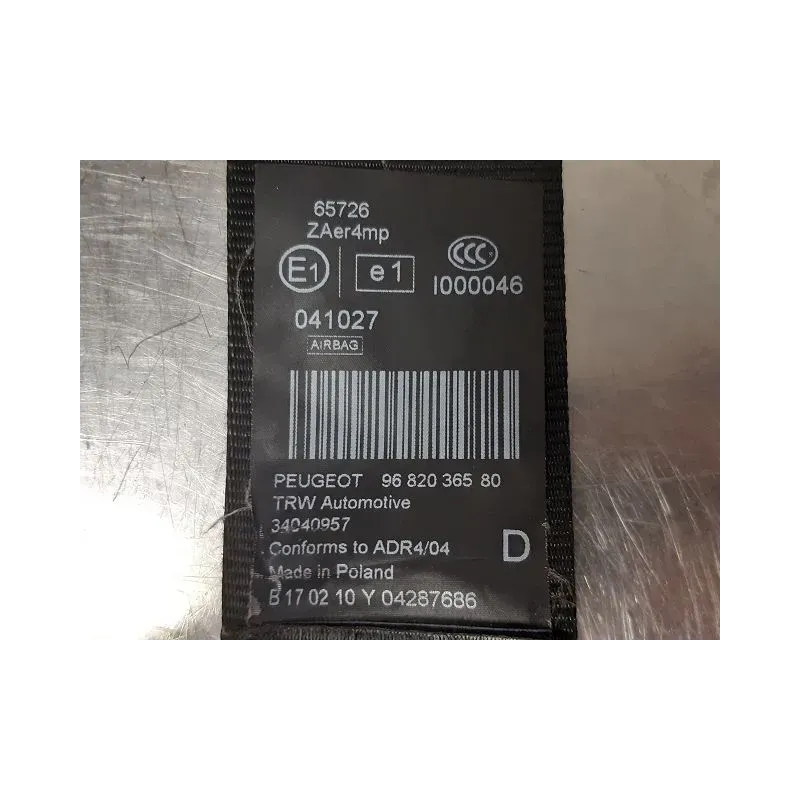 65726
ZAer4mp
E1 e1 CCC
I000046
041027
AIRBAG
PEUGEOT 96 820 365 80
TRW Automotive
34040957
Conforms to ADR4/04 D
Made in Poland
B 17 02 10 Y 04287686